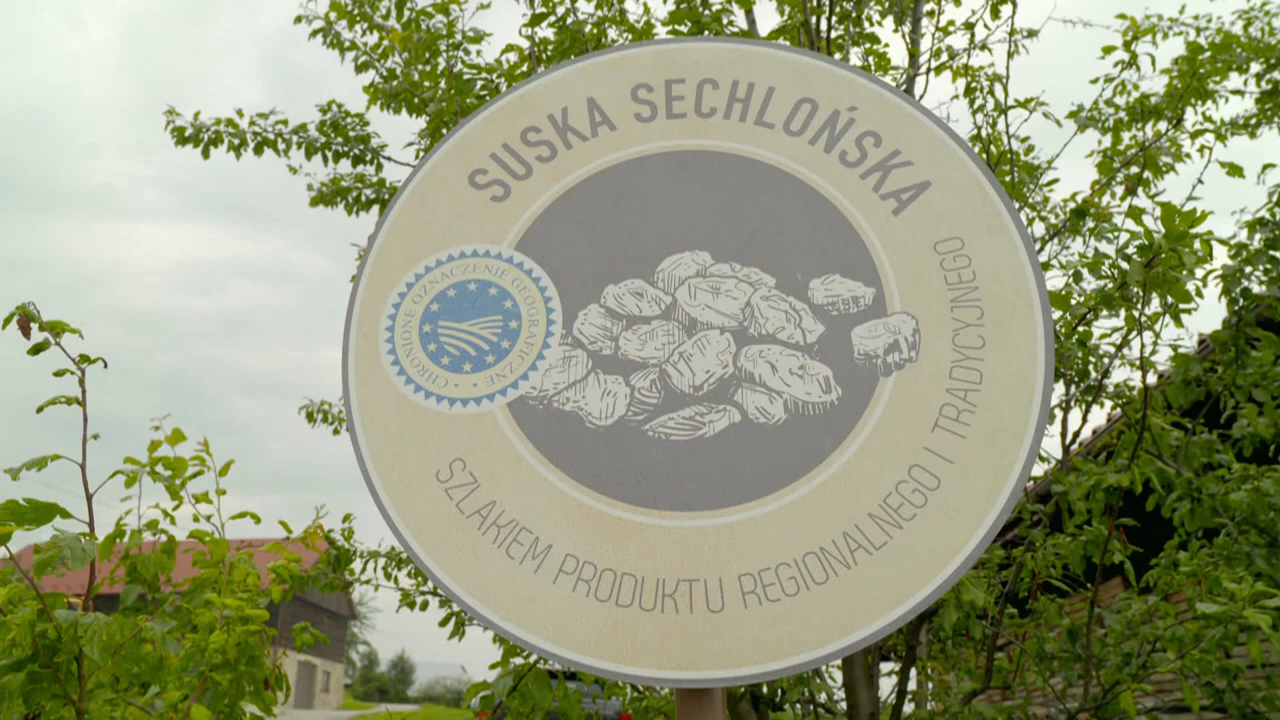 SUSKA SECHLOŃSKA
CHRONIONE OZNACZENIE GEOGRAFICZNE
SZLAKIEM PRODUKTU REGIONALNEGO I TRADYCYJNEGO